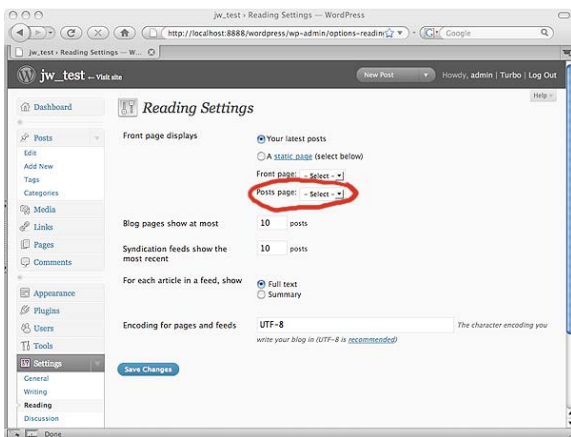 jw_test › Reading Settings — WordPress
http://localhost:8888/wordpress/wp-admin/options-readin
Google
jw_test › Reading Settings — W...
jw_test — Visit site
New Post
Howdy, admin | Turbo | Log Out
Help
Dashboard
Reading Settings
Posts
Edit
Add New
Tags
Categories
Media
Links
Pages
Comments
Appearance
Plugins
Users
Tools
Settings
General
Writing
Reading
Discussion
Front page displays
Your latest posts
A static page (select below)
Front page: - Select -
Posts page: - Select -
Blog pages show at most 10 posts
Syndication feeds show the most recent 10 posts
For each article in a feed, show
Full text
Summary
Encoding for pages and feeds UTF-8 The character encoding you
write your blog in (UTF-8 is recommended)
Save Changes
Done